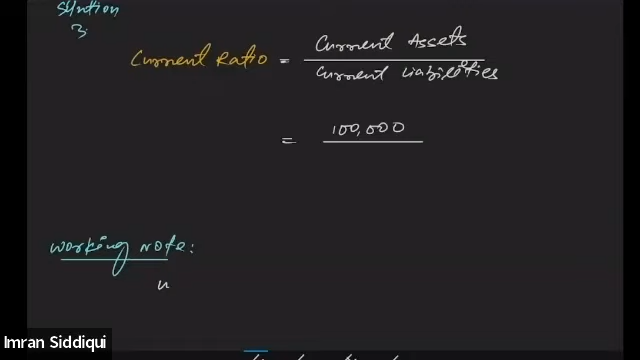 Solution
3
Current Ratio = Current Assets
Current Liabilities
= 100,000
Working Note:
Imran Siddiqui